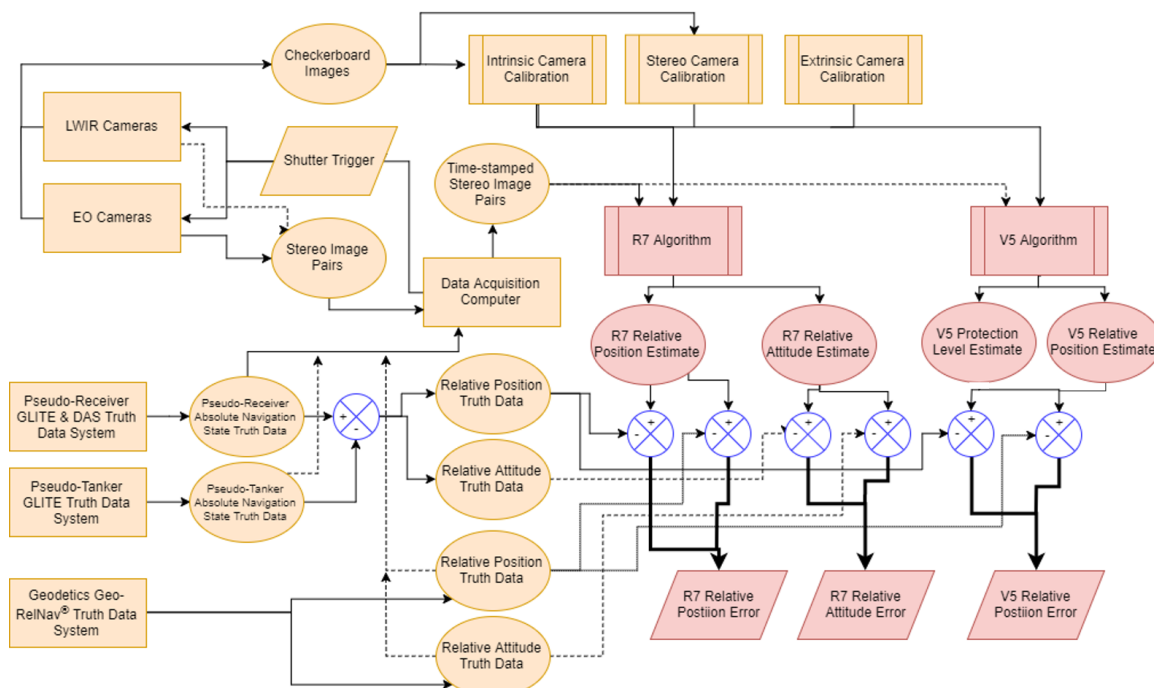 Checkerboard
Images
Intrinsic Camera
Calibration
Stereo Camera
Calibration
Extrinsic Camera
Calibration
LWIR Cameras
Shutter Trigger
Time-stamped
Stereo Image
Pairs
EO Cameras
Stereo Image
Pairs
R7 Algorithm
V5 Algorithm
Data Acquisition
Computer
R7 Relative
Position Estimate
R7 Relative
Attitude Estimate
V5 Protection
Level Estimate
V5 Relative
Position Estimate
Pseudo-Receiver
GLITE & DAS Truth
Data System
Pseudo-Receiver
Absolute Navigation
State Truth Data
+
-
Relative Position
Truth Data
+
-
+
-
+
-
+
-
+
-
+
-
Pseudo-Tanker
GLITE Truth Data
System
Pseudo-Tanker
Absolute Navigation
State Truth Data
Relative Attitude
Truth Data
Relative Position
Truth Data
Geodetics Geo-
RelNav® Truth Data
System
Relative Attitude
Truth Data
R7 Relative
Postiion Error
R7 Relative
Attitude Error
V5 Relative
Postiion Error